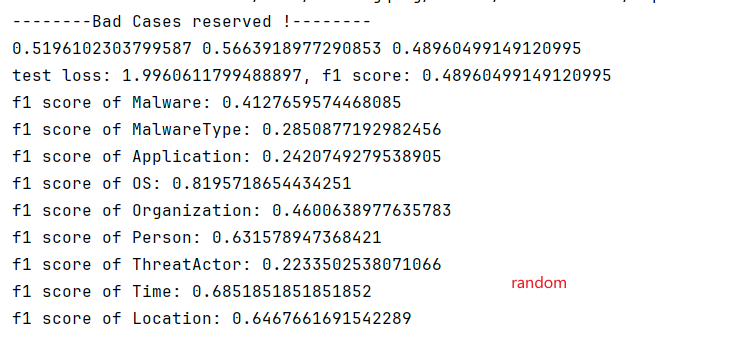 --------Bad Cases reserved !--------
0.5196102303799587 0.5663918977290853 0.48960499149120995
test loss: 1.9960611799488897, f1 score: 0.48960499149120995
f1 score of Malware: 0.4127659574468085
f1 score of MalwareType: 0.2850877192982456
f1 score of Application: 0.2420749279538905
f1 score of OS: 0.8195718654434251
f1 score of Organization: 0.4600638977635783
f1 score of Person: 0.631578947368421
f1 score of ThreatActor: 0.2233502538071066
f1 score of Time: 0.6851851851851852
random
f1 score of Location: 0.6467661691542289